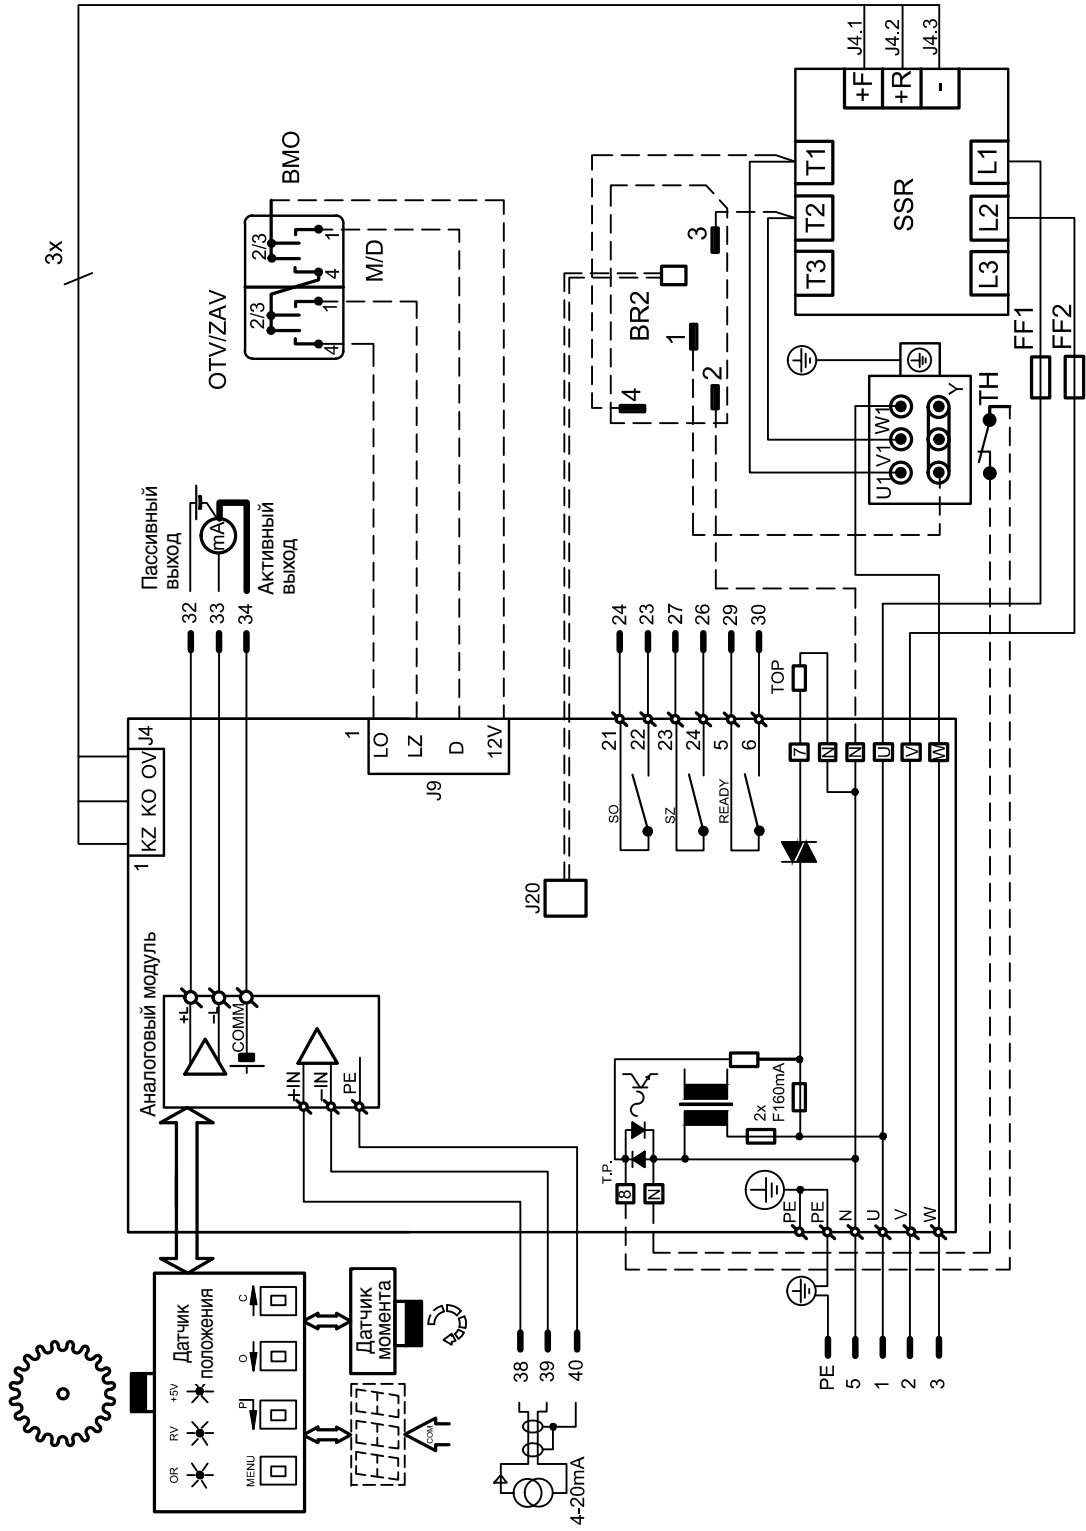 3x
J4.1
J4.2
J4.3
+F
+R
-
T1
T2
T3
SSR
L1
L2
L3
BMO
OTV/ZAV
2/3
2/3
M/D
4
1
4
1
BR2
3
1
2
4
FF1
FF2
TH
W1
V1
U1
Y
Пассивный
выход
mA
Активный
выход
32
33
34
J4
KZ KO OV
1
1
LO
LZ
D
12V
J9
24
23
27
26
29
30
21
22
23
24
5
6
SO
SZ
READY
TOP
7
N
N
U
V
W
J20
Аналоговый модуль
+L
−L
COMM
+IN
−IN
PE
2x
F160mA
T.P.
8
N
PE
PE
N
U
V
W
PE
5
1
2
3
Датчик
положения
+5V
RV
OR
C
O
P
MENU
Датчик
момента
COM
38
39
40
4-20mA